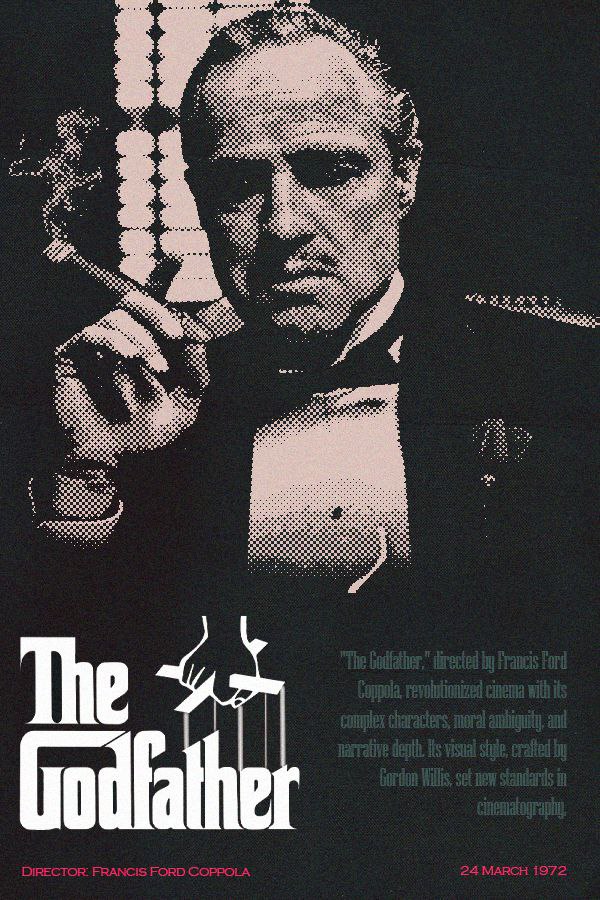 The
Godfather
"The Godfather," directed by Francis Ford
Coppola, revolutionized cinema with its
complex characters, moral ambiguity, and
narrative depth. Its visual style, crafted by
Gordon Willis, set new standards in
cinematography.
Director: Francis Ford Coppola
24 March 1972